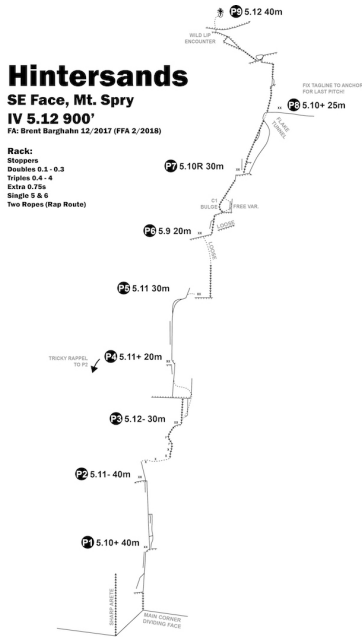 P9 5.12 40m
WILD LIP
ENCOUNTER
Hintersands
SE Face, Mt. Spry
IV 5.12 900’
FA: Brent Barghahn 12/2017 (FFA 2/2018)
FIX TAGLINE TO ANCHOR
FOR LAST PITCH!
P8 5.10+ 25m
FLAKE
TUNNEL
Rack:
Stoppers
Doubles 0.1 - 0.3
Triples 0.4 - 4
Extra 0.75s
Single 5 & 6
Two Ropes (Rap Route)
P7 5.10R 30m
C1
BULGE
FREE VAR.
LOOSE
P6 5.9 20m
LOOSE
P5 5.11 30m
TRICKY RAPPEL
TO P2
P4 5.11+ 20m
P3 5.12- 30m
P2 5.11- 40m
P1 5.10+ 40m
SHARP ARETE
MAIN CORNER
DIVIDING FACE